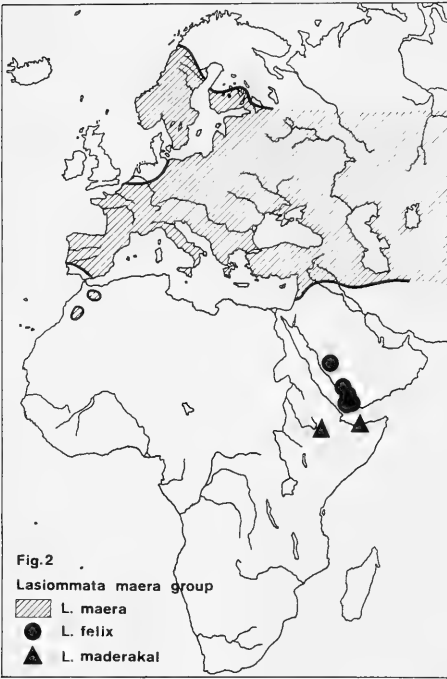 Fig.2
Lasiommata maera group
L. maera
L. felix
L. maderakal